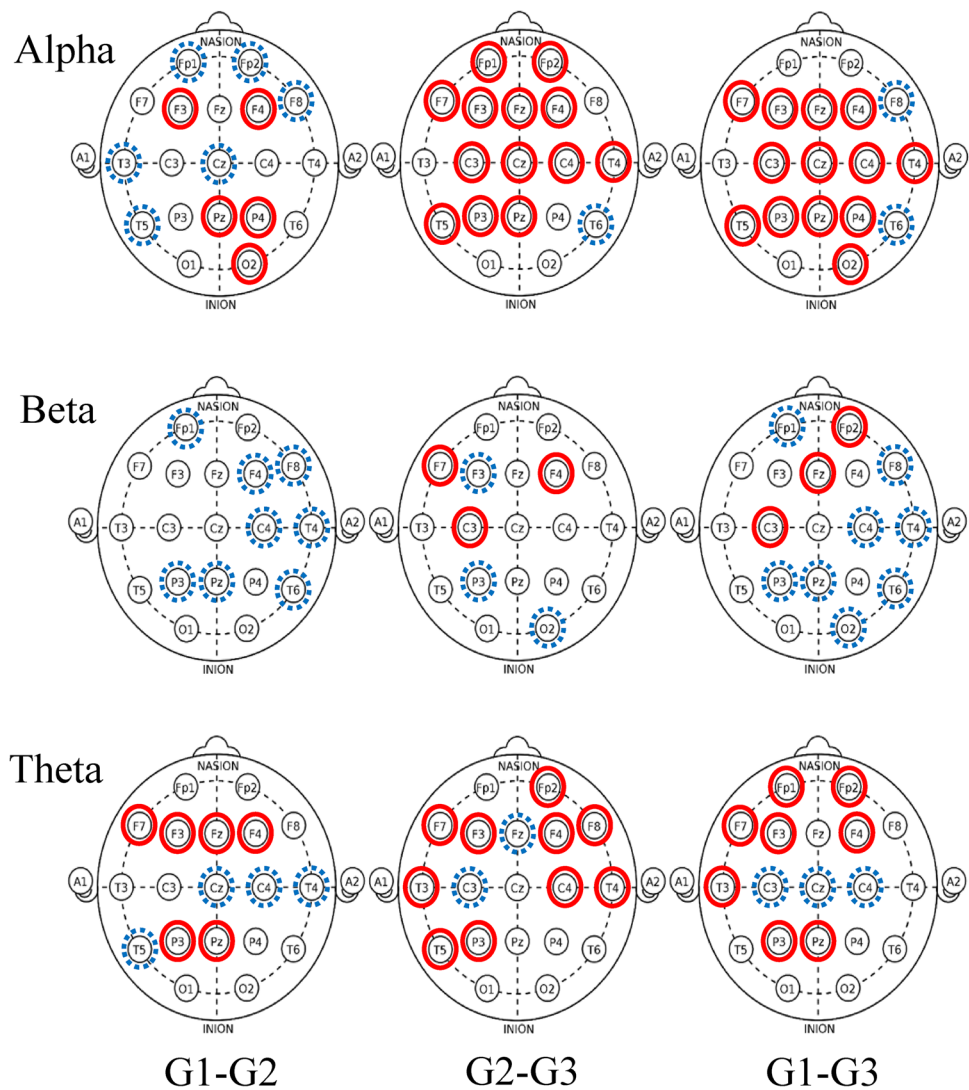 Alpha
NASION NASION NASION
Fp1 Fp2 Fp1 Fp2 Fp1 Fp2
F7 F3 Fz F4 F8 F7 F3 Fz F4 F8 F7 F3 Fz F4 F8
A1 T3 C3 Cz C4 T4 A2 A1 T3 C3 Cz C4 T4 A2 A1 T3 C3 Cz C4 T4 A2
T5 P3 Pz P4 T6 T5 P3 Pz P4 T6 T5 P3 Pz P4 T6
O1 O2 O1 O2 O1 O2
INION INION INION
Beta
NASION NASION NASION
Fp1 Fp2 Fp1 Fp2 Fp1 Fp2
F7 F3 Fz F4 F8 F7 F3 Fz F4 F8 F7 F3 Fz F4 F8
A1 T3 C3 Cz C4 T4 A2 A1 T3 C3 Cz C4 T4 A2 A1 T3 C3 Cz C4 T4 A2
T5 P3 Pz P4 T6 T5 P3 Pz P4 T6 T5 P3 Pz P4 T6
O1 O2 O1 O2 O1 O2
INION INION INION
Theta
NASION NASION NASION
Fp1 Fp2 Fp1 Fp2 Fp1 Fp2
F7 F3 Fz F4 F8 F7 F3 Fz F4 F8 F7 F3 Fz F4 F8
A1 T3 C3 Cz C4 T4 A2 A1 T3 C3 Cz C4 T4 A2 A1 T3 C3 Cz C4 T4 A2
T5 P3 Pz P4 T6 T5 P3 Pz P4 T6 T5 P3 Pz P4 T6
O1 O2 O1 O2 O1 O2
INION INION INION
G1-G2 G2-G3 G1-G3